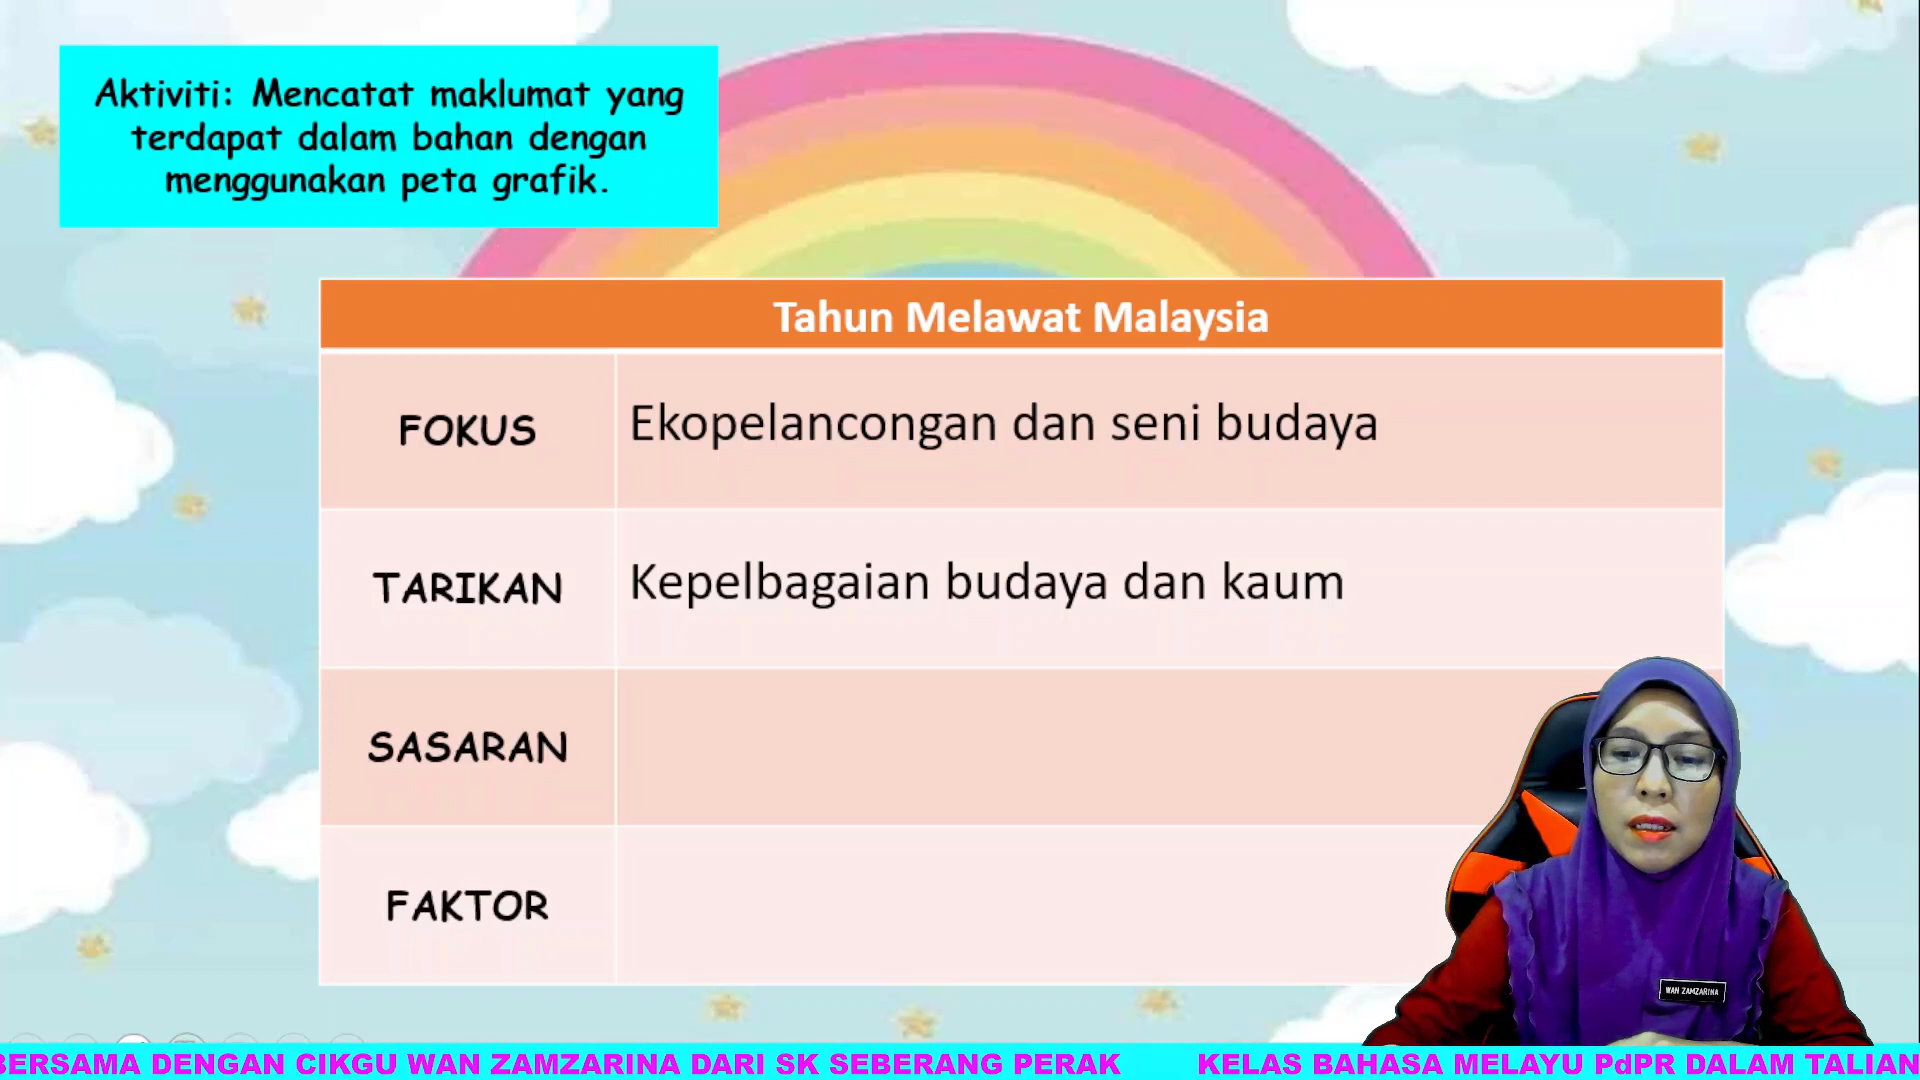 Aktiviti: Mencatat maklumat yang
terdapat dalam bahan dengan
menggunakan peta grafik.
Tahun Melawat Malaysia
FOKUS
Ekopelancongan dan seni budaya
TARIKAN
Kepelbagaian budaya dan kaum
SASARAN
FAKTOR
WAN ZAMZARINA
BERSAMA DENGAN CIKGU WAN ZAMZARINA DARI SK SEBERANG PERAK KELAS BAHASA MELAYU PdPR DALAM TALIAN